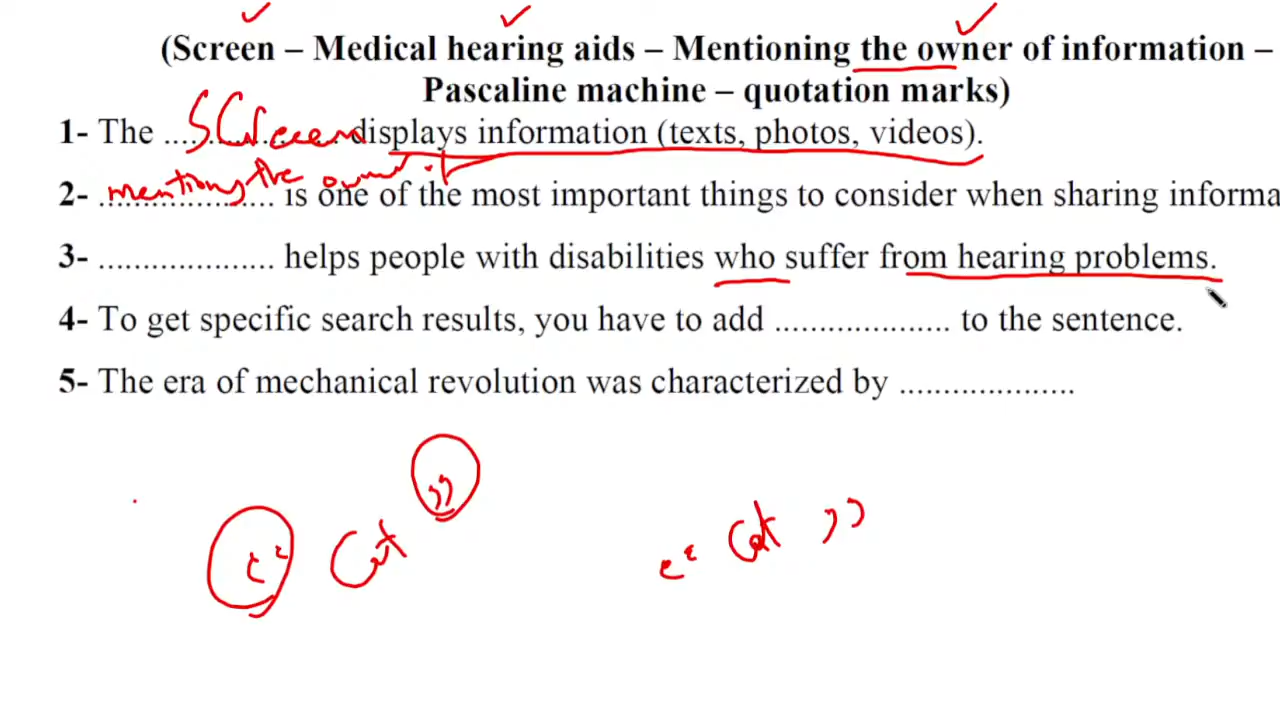 (Screen – Medical hearing aids – Mentioning the owner of information –
Pascaline machine – quotation marks)
1- The .................... displays information (texts, photos, videos).
Screen
2- .................... is one of the most important things to consider when sharing informa
mentiong the owner
3- .................... helps people with disabilities who suffer from hearing problems.
4- To get specific search results, you have to add .................... to the sentence.
5- The era of mechanical revolution was characterized by ....................
“ Cat ”
“ Cat ”